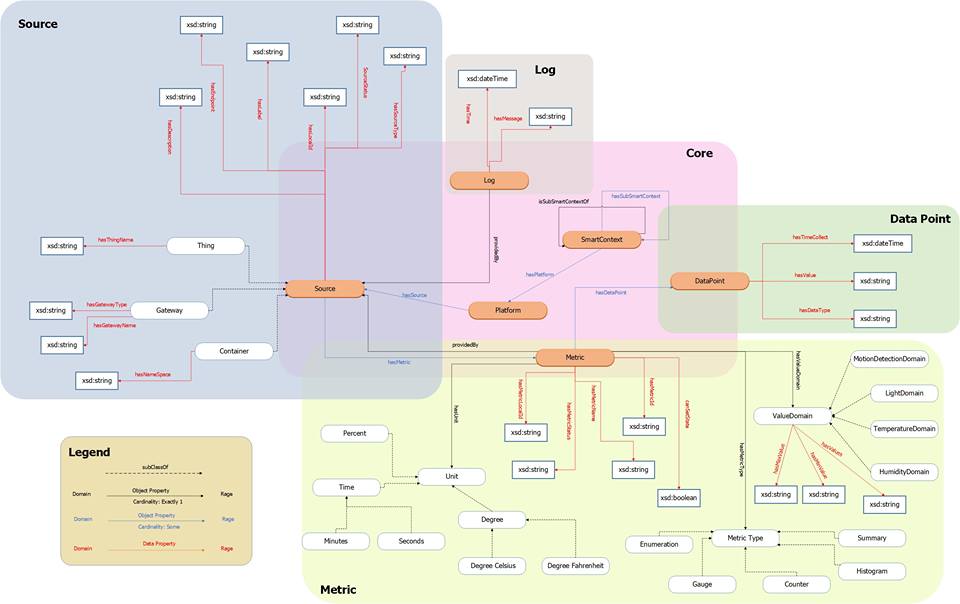 Source
xsd:string
xsd:string
xsd:string
xsd:string
xsd:string
xsd:string
hasDescription
hasEndpoint
hasLabel
hasLocalId
SourceStatus
hasSourceType
Log
xsd:dateTime
xsd:string
hasTime
hasMessage
Log
Core
isSubSmartContextOf
hasSubSmartContext
SmartContext
providedBy
hasPlatform
Data Point
hasTimeCollect
xsd:dateTime
DataPoint
hasValue
xsd:string
hasDataType
xsd:string
xsd:string
hasThingName
Thing
Source
hasSource
Platform
hasDataPoint
xsd:string
hasGatewayType
Gateway
hasGatewayName
xsd:string
Container
hasNameSpace
xsd:string
providedBy
hasMetric
Metric
hasUnit
hasMetricLocalId
hasMetricStatus
hasMetricName
hasMetricId
canSetState
hasMetricType
hasValueDomain
xsd:string
xsd:string
xsd:string
xsd:string
xsd:boolean
MotionDetectionDomain
LightDomain
ValueDomain
TemperatureDomain
HumidityDomain
hasMaxValue
hasMinValue
hasValues
xsd:string
xsd:string
xsd:string
Percent
Unit
Time
Degree
Minutes
Seconds
Degree Celsius
Degree Fahrenheit
Enumeration
Metric Type
Summary
Gauge
Counter
Histogram
Metric
Legend
subClassOf
Object Property
Domain
Rage
Cardinality: Exactly 1
Object Property
Domain
Rage
Cardinality: Some
Domain
Data Property
Rage